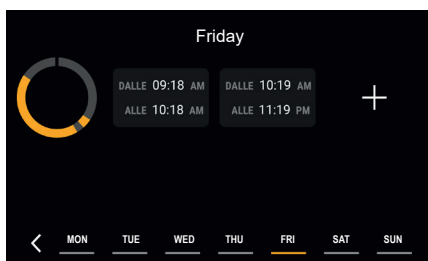 Friday
DALLE 09:18 AM
ALLE 10:18 AM
DALLE 10:19 AM
ALLE 11:19 PM
MON TUE WED THU FRI SAT SUN